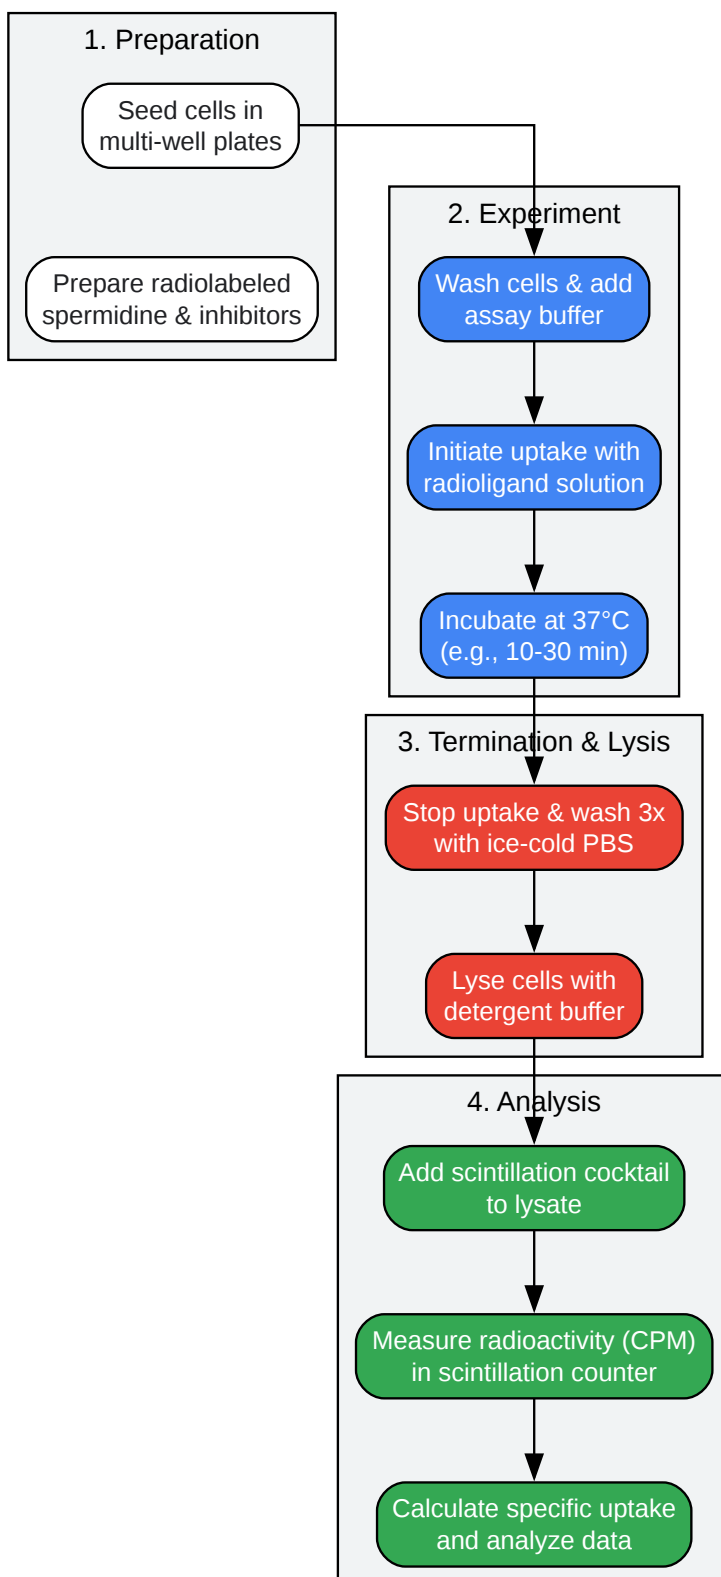 1. Preparation
Seed cells in
multi-well plates
Prepare radiolabeled
spermidine & inhibitors
2. Experiment
Wash cells & add
assay buffer
Initiate uptake with
radioligand solution
Incubate at 37°C
(e.g., 10-30 min)
3. Termination & Lysis
Stop uptake & wash 3x
with ice-cold PBS
Lyse cells with
detergent buffer
4. Analysis
Add scintillation cocktail
to lysate
Measure radioactivity (CPM)
in scintillation counter
Calculate specific uptake
and analyze data